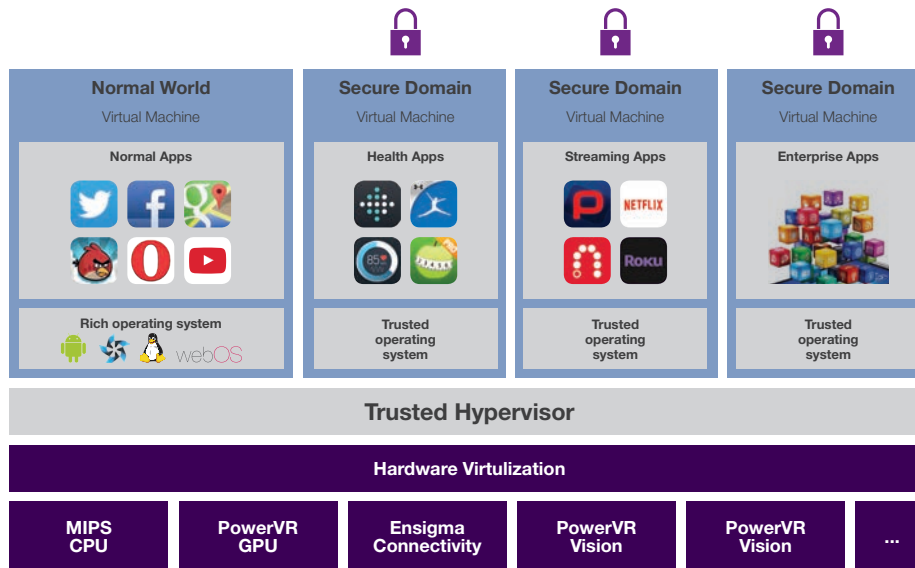 Normal World
Virtual Machine
Normal Apps
Rich operating system
webOS
Secure Domain
Virtual Machine
Health Apps
85
PRO
Trusted
operating
system
Secure Domain
Virtual Machine
Streaming Apps
P
NETFLIX
ROKU
Trusted
operating
system
Secure Domain
Virtual Machine
Enterprise Apps
Trusted
operating
system
Trusted Hypervisor
Hardware Virtulization
MIPS
CPU
PowerVR
GPU
Ensigma
Connectivity
PowerVR
Vision
PowerVR
Vision
...